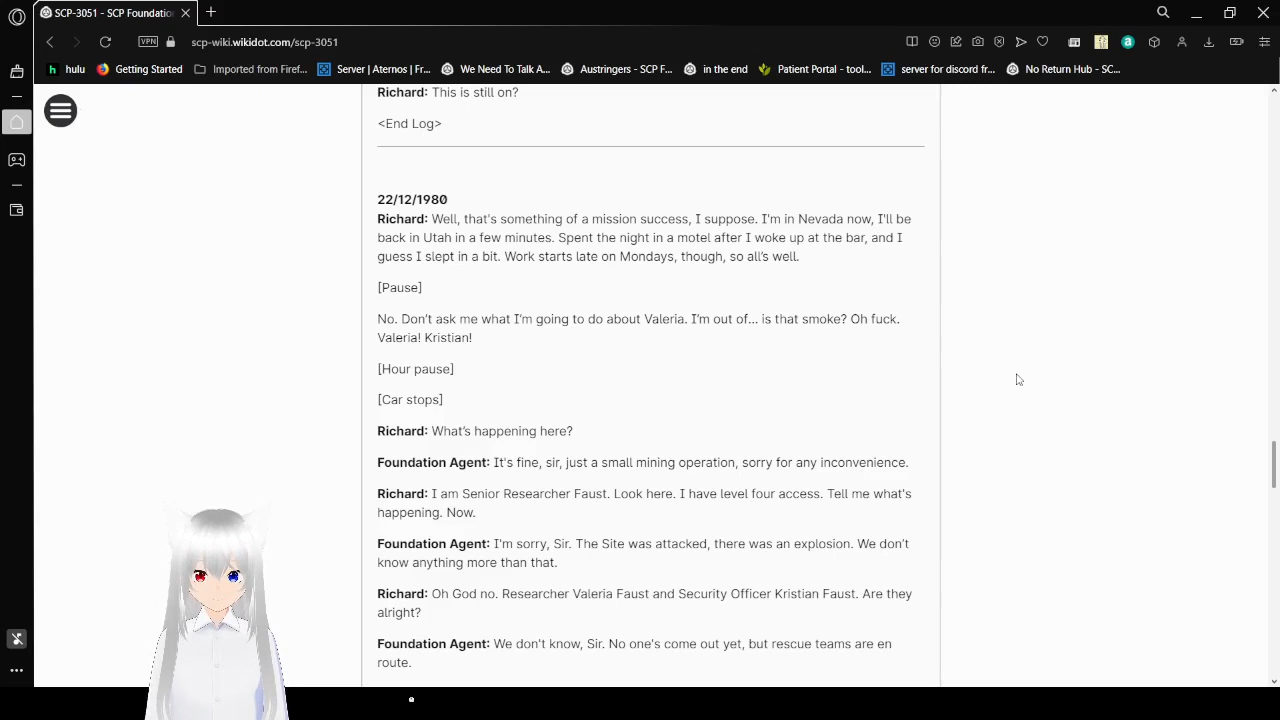 SCP-3051 - SCP Foundatio
scp-wiki.wikidot.com/scp-3051
VPN
hulu
Getting Started
Imported from Firef...
Server | Aternos | Fr...
We Need To Talk A...
Austringers - SCP F...
in the end
Patient Portal - tool...
server for discord fr...
No Return Hub - SC...
Richard: This is still on?
<End Log>
22/12/1980
Richard: Well, that's something of a mission success, I suppose. I'm in Nevada now, I'll be
back in Utah in a few minutes. Spent the night in a motel after I woke up at the bar, and I
guess I slept in a bit. Work starts late on Mondays, though, so all’s well.
[Pause]
No. Don’t ask me what I’m going to do about Valeria. I’m out of... is that smoke? Oh fuck.
Valeria! Kristian!
[Hour pause]
[Car stops]
Richard: What’s happening here?
Foundation Agent: It's fine, sir, just a small mining operation, sorry for any inconvenience.
Richard: I am Senior Researcher Faust. Look here. I have level four access. Tell me what's
happening. Now.
Foundation Agent: I'm sorry, Sir. The Site was attacked, there was an explosion. We don’t
know anything more than that.
Richard: Oh God no. Researcher Valeria Faust and Security Officer Kristian Faust. Are they
alright?
Foundation Agent: We don't know, Sir. No one's come out yet, but rescue teams are en
route.